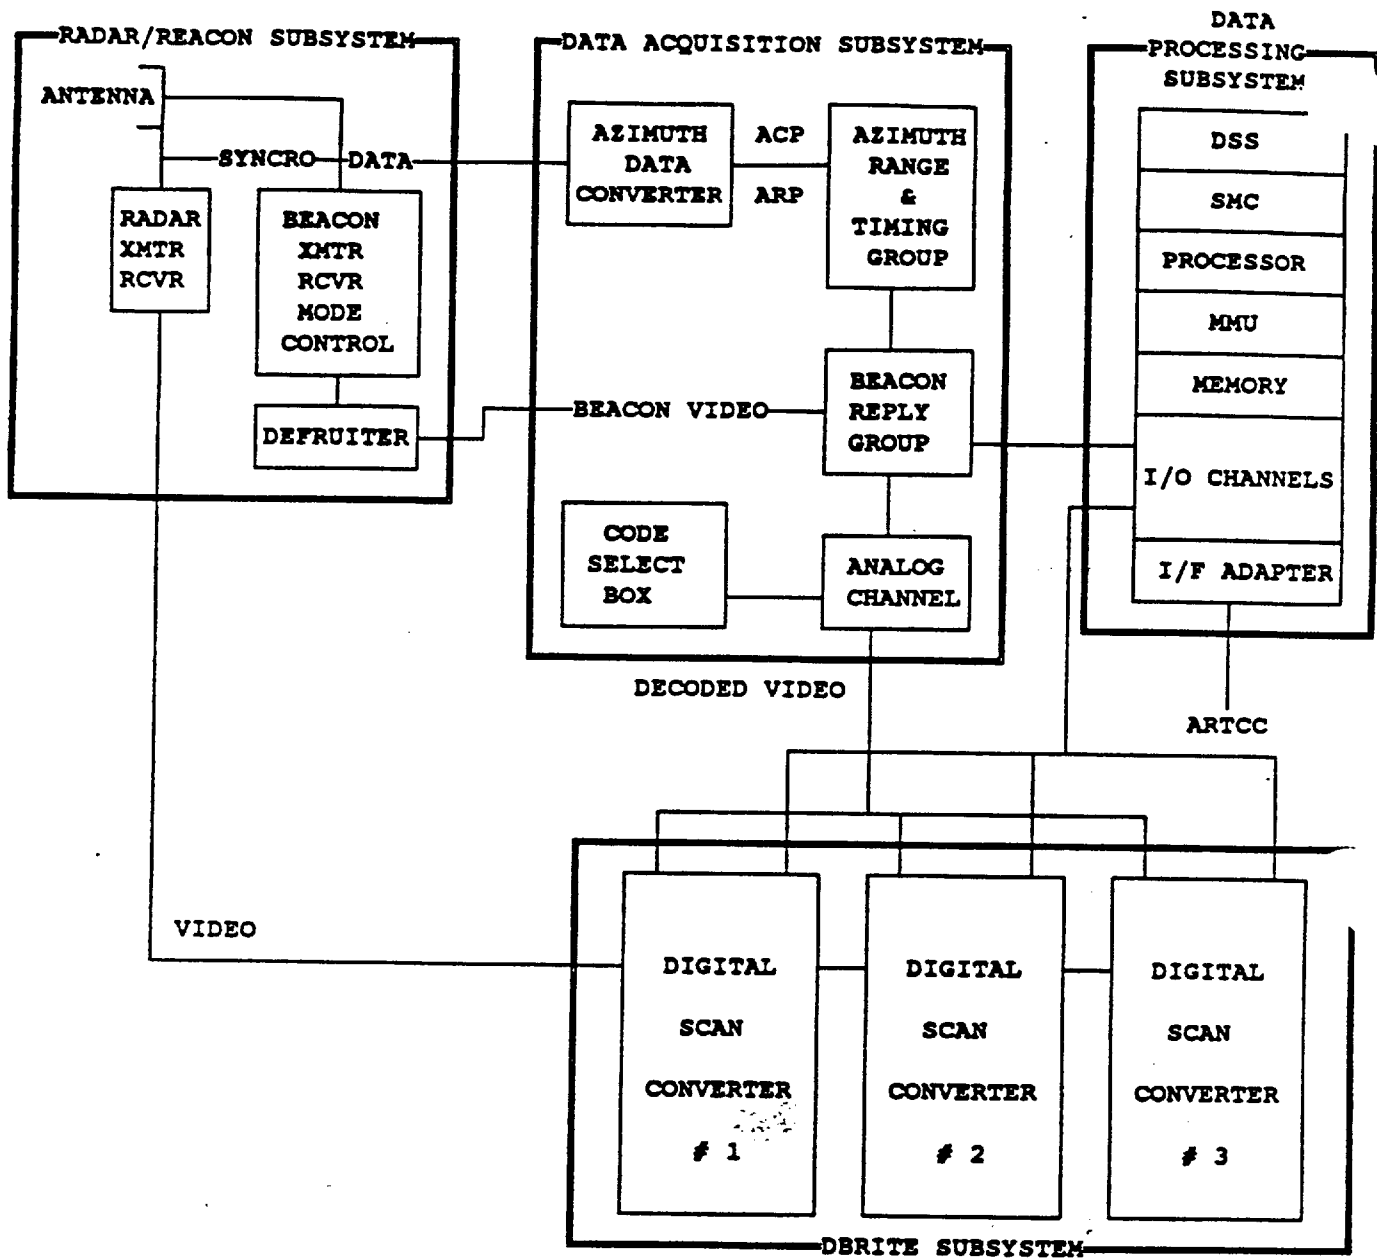 RADAR/REACON SUBSYSTEM
ANTENNA
SYNCRO DATA
RADAR
XMTR
RCVR
BEACON
XMTR
RCVR
MODE
CONTROL
DEFRUITER
DATA ACQUISITION SUBSYSTEM
AZIMUTH
DATA
CONVERTER
ACP
ARP
AZIMUTH
RANGE
&
TIMING
GROUP
BEACON VIDEO
BEACON
REPLY
GROUP
CODE
SELECT
BOX
ANALOG
CHANNEL
DECODED VIDEO
DATA
PROCESSING
SUBSYSTEM
DSS
SMC
PROCESSOR
MMU
MEMORY
I/O CHANNELS
I/F ADAPTER
ARTCC
VIDEO
DIGITAL
SCAN
CONVERTER
# 1
DIGITAL
SCAN
CONVERTER
# 2
DIGITAL
SCAN
CONVERTER
# 3
DBRITE SUBSYSTEM